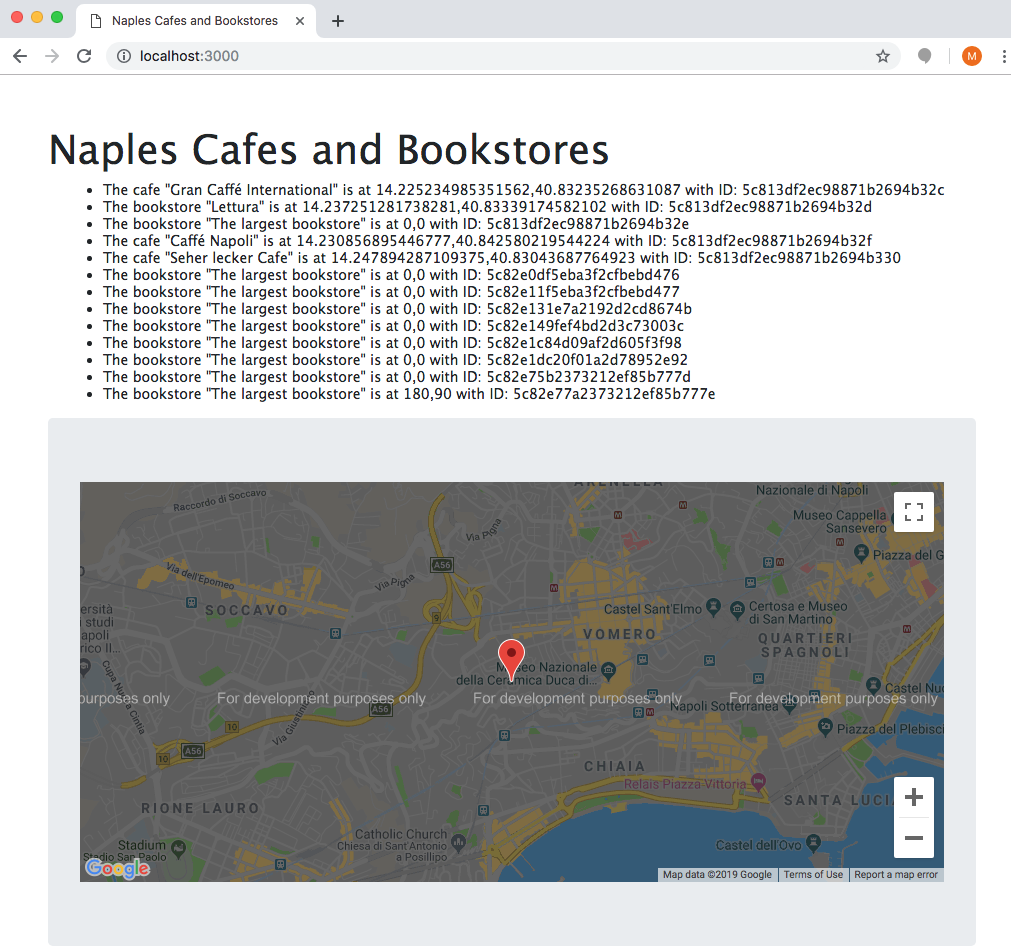 Naples Cafes and Bookstores
localhost:3000
M
Naples Cafes and Bookstores
The cafe "Gran Caffé International" is at 14.225234985351562,40.83235268631087 with ID: 5c813df2ec98871b2694b32c
The bookstore "Lettura" is at 14.237251281738281,40.83339174582102 with ID: 5c813df2ec98871b2694b32d
The bookstore "The largest bookstore" is at 0,0 with ID: 5c813df2ec98871b2694b32e
The cafe "Caffé Napoli" is at 14.230856895446777,40.842580219544224 with ID: 5c813df2ec98871b2694b32f
The cafe "Seher lecker Cafe" is at 14.247894287109375,40.83043687764923 with ID: 5c813df2ec98871b2694b330
The bookstore "The largest bookstore" is at 0,0 with ID: 5c82e0df5eba3f2cfbebd476
The bookstore "The largest bookstore" is at 0,0 with ID: 5c82e11f5eba3f2cfbebd477
The bookstore "The largest bookstore" is at 0,0 with ID: 5c82e131e7a2192d2cd8674b
The bookstore "The largest bookstore" is at 0,0 with ID: 5c82e149fef4bd2d3c73003c
The bookstore "The largest bookstore" is at 0,0 with ID: 5c82e1c84d09af2d605f3f98
The bookstore "The largest bookstore" is at 0,0 with ID: 5c82e1dc20f01a2d78952e92
The bookstore "The largest bookstore" is at 0,0 with ID: 5c82e75b2373212ef85b777d
The bookstore "The largest bookstore" is at 180,90 with ID: 5c82e77a2373212ef85b777e
ARENELLA
Nazionale di Napoli
Raccordo di Soccavo
Museo Cappella
Sansevero
Via Pigna
Piazza del G
A56
Via dell'Epomeo
Via Pigna
SOCCAVO
ersità
i studi
apoli
rico II...
9
Castel Sant'Elmo
Certosa e Museo
di San Martino
VOMERO
QUARTIERI
SPAGNOLI
Cupa Nuova Cintia
Museo Nazionale
della Ceramica Duca di...
Castel Nuo
purposes only
For development purposes only
For development purposes only
For development purposes only
A56
Napoli Sotterranea
Via Giustiniano
10
Piazza del Plebisci
A56
10
CHIAIA
Relais Piazza Vittoria
RIONE LAURO
SANTA LUCIA
Catholic Church
Chiesa di Sant'Antonio
a Posillipo
Stadium
Stadio San Paolo
Castel dell'Ovo
Google
Map data ©2019 Google
Terms of Use
Report a map error